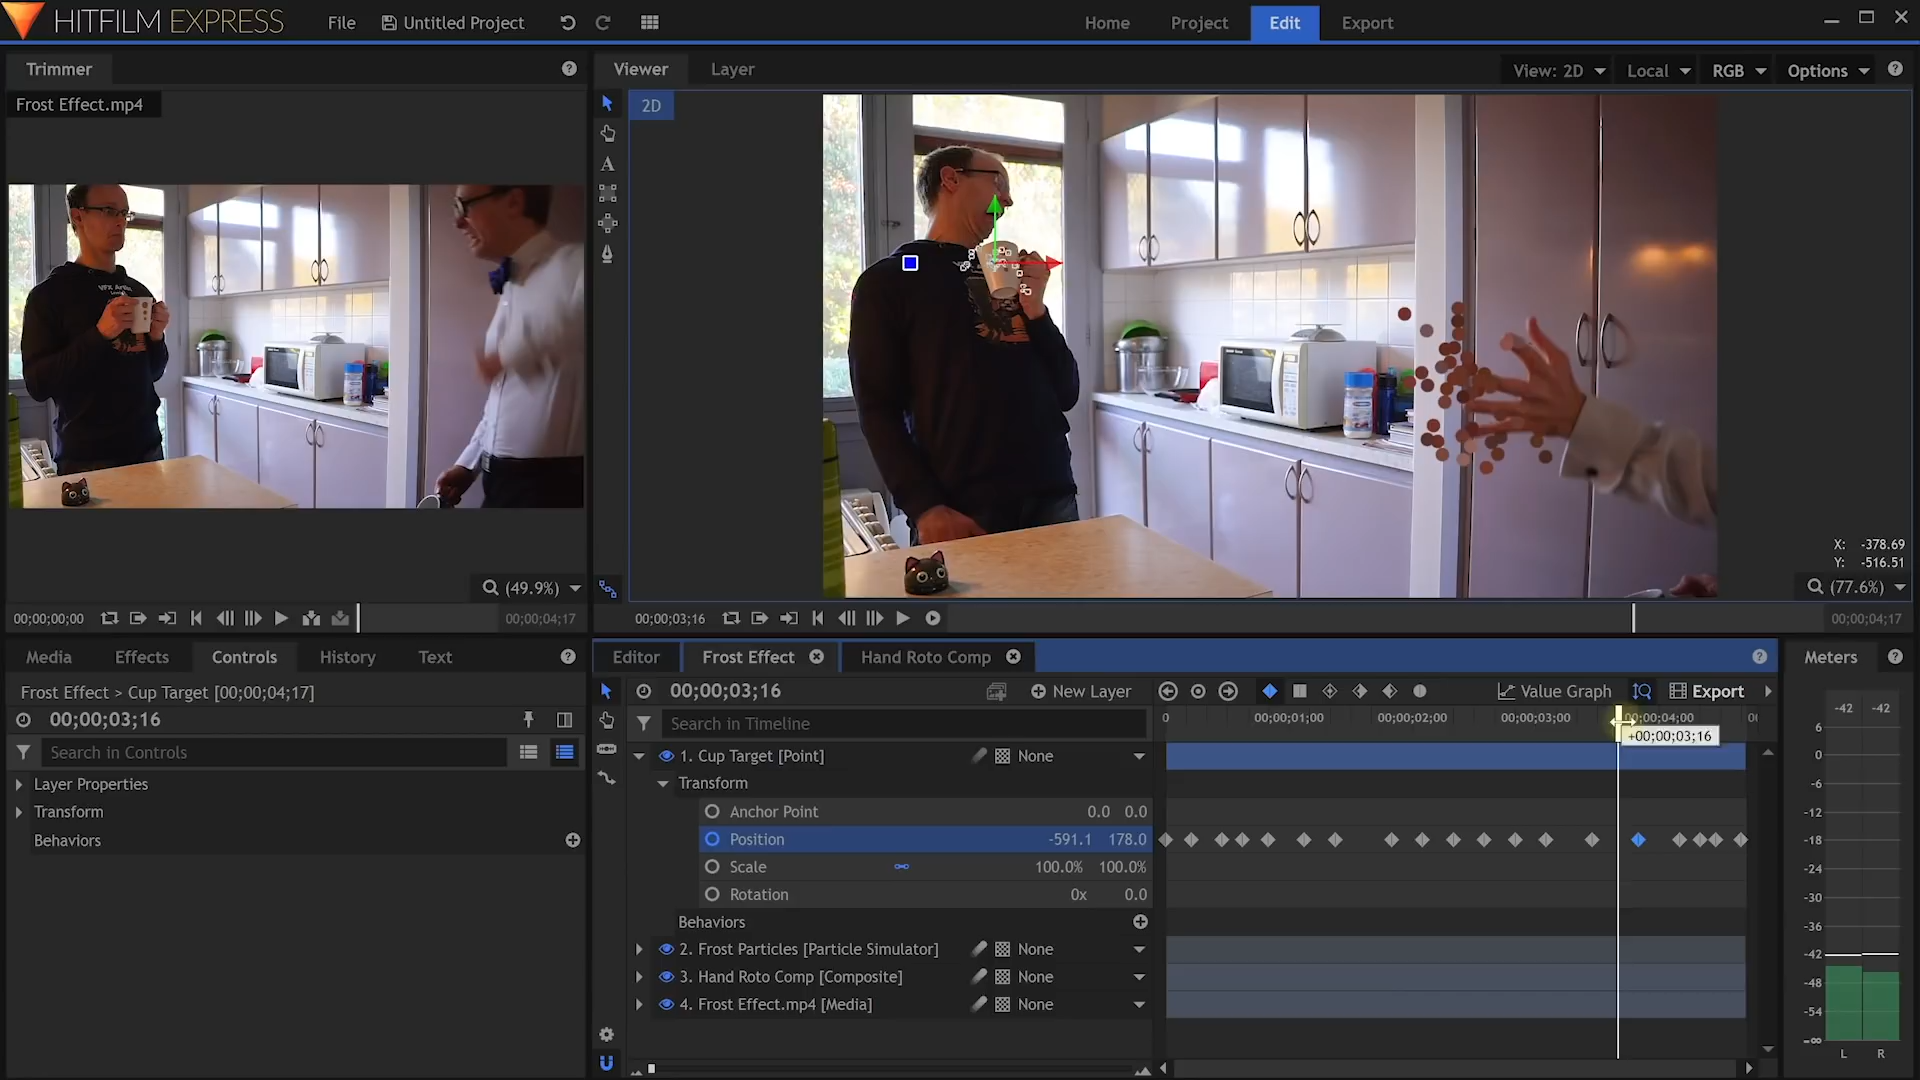 HITFILM EXPRESS
File
Untitled Project
Home
Project
Edit
Export
Trimmer
Viewer
Layer
View: 2D
Local
RGB
Options
Frost Effect.mp4
2D
X: -378.69
Y: -516.51
(49.9%)
(77.6%)
00;00;00;00
00;00;04;17
00;00;03;16
00;00;04;17
Media
Effects
Controls
History
Text
Editor
Frost Effect
Hand Roto Comp
Meters
Frost Effect > Cup Target [00;00;04;17]
00;00;03;16
Search in Controls
Layer Properties
Transform
Behaviors
00;00;03;16
New Layer
Value Graph
Export
Search in Timeline
0
00;00;01;00
00;00;02;00
00;00;03;00
00;00;04;00
+00;00;03;16
1. Cup Target [Point]
None
Transform
Anchor Point
0.0 0.0
Position
-591.1 178.0
Scale
100.0% 100.0%
Rotation
0x 0.0
Behaviors
2. Frost Particles [Particle Simulator]
None
3. Hand Roto Comp [Composite]
None
4. Frost Effect.mp4 [Media]
None
-42 -42
6
0
-6
-12
-18
-24
-30
-36
-42
-48
-54
-∞
L R